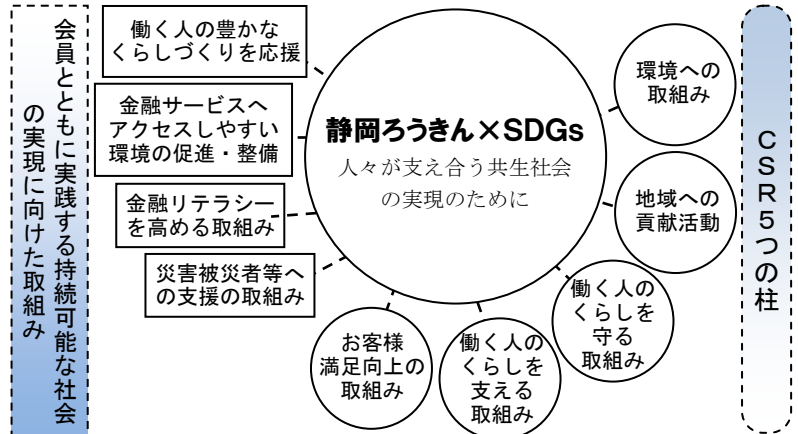 会員とともに実践する持続可能な社会
の実現に向けた取組み
働く人の豊かな
くらしづくりを応援
金融サービスへ
アクセスしやすい
環境の促進・整備
金融リテラシー
を高める取組み
災害被災者等へ
の支援の取組み
静岡ろうきん×SDGs
人々が支え合う共生社会
の実現のために
環境への
取組み
地域への
貢献活動
働く人の
くらしを
守る
取組み
働く人の
くらしを
支える
取組み
お客様
満足向上の
取組み
CSR5つの柱